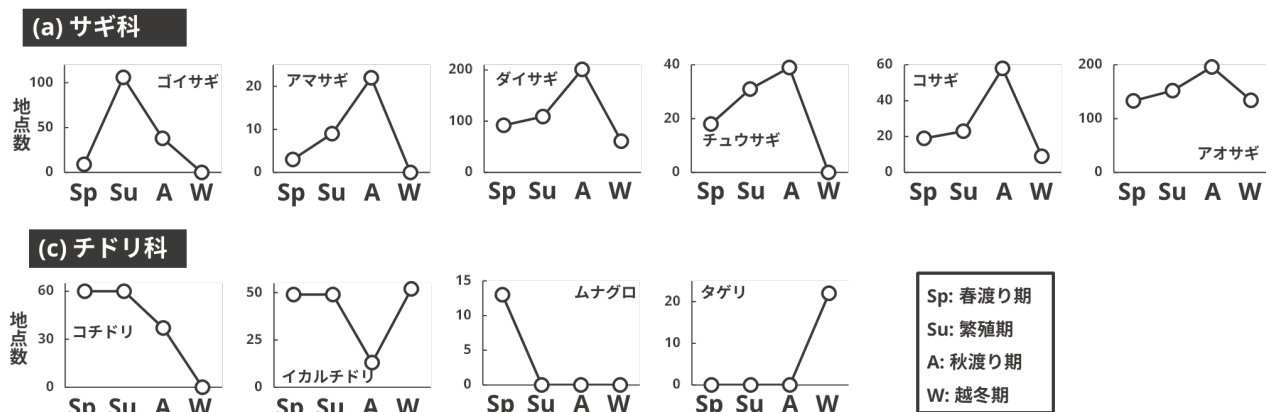 (a) サギ科
地点数
100
50
0
ゴイサギ
Sp Su A W
20
10
0
アマサギ
Sp Su A W
200
100
0
ダイサギ
Sp Su A W
40
20
0
チュウサギ
Sp Su A W
60
40
20
0
コサギ
Sp Su A W
200
100
0
アオサギ
Sp Su A W
(c) チドリ科
地点数
60
30
0
コチドリ
Sp Su A W
50
25
0
イカルチドリ
Sp Su A W
15
10
5
0
ムナグロ
Sp Su A W
20
10
0
タゲリ
Sp Su A W
Sp: 春渡り期
Su: 繁殖期
A: 秋渡り期
W: 越冬期